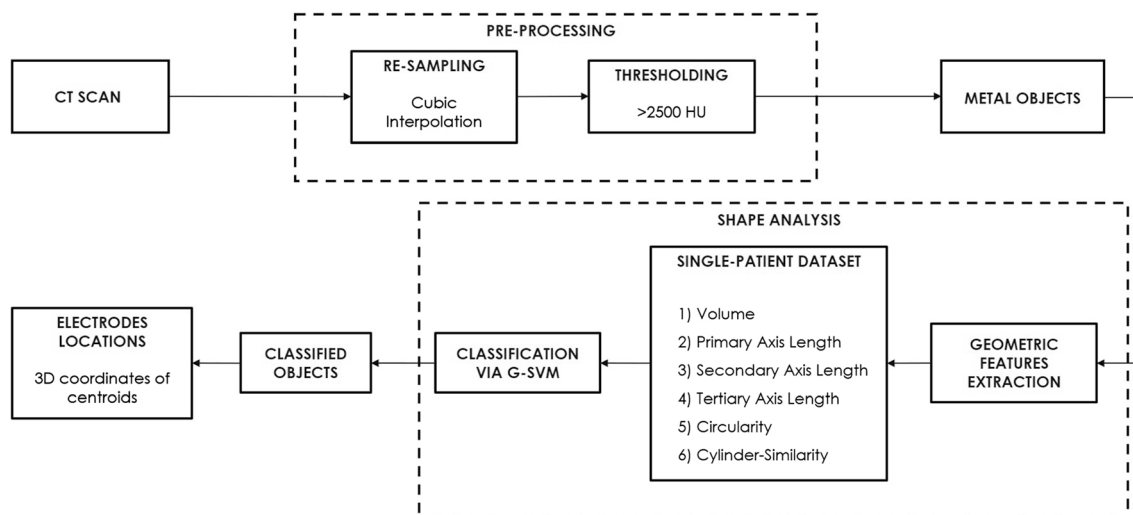 PRE-PROCESSING
CT SCAN
RE-SAMPLING
Cubic
Interpolation
THRESHOLDING
>2500 HU
METAL OBJECTS
SHAPE ANALYSIS
GEOMETRIC
FEATURES
EXTRACTION
SINGLE-PATIENT DATASET
1) Volume
2) Primary Axis Length
3) Secondary Axis Length
4) Tertiary Axis Length
5) Circularity
6) Cylinder-Similarity
CLASSIFICATION
VIA G-SVM
CLASSIFIED
OBJECTS
ELECTRODES
LOCATIONS
3D coordinates of
centroids